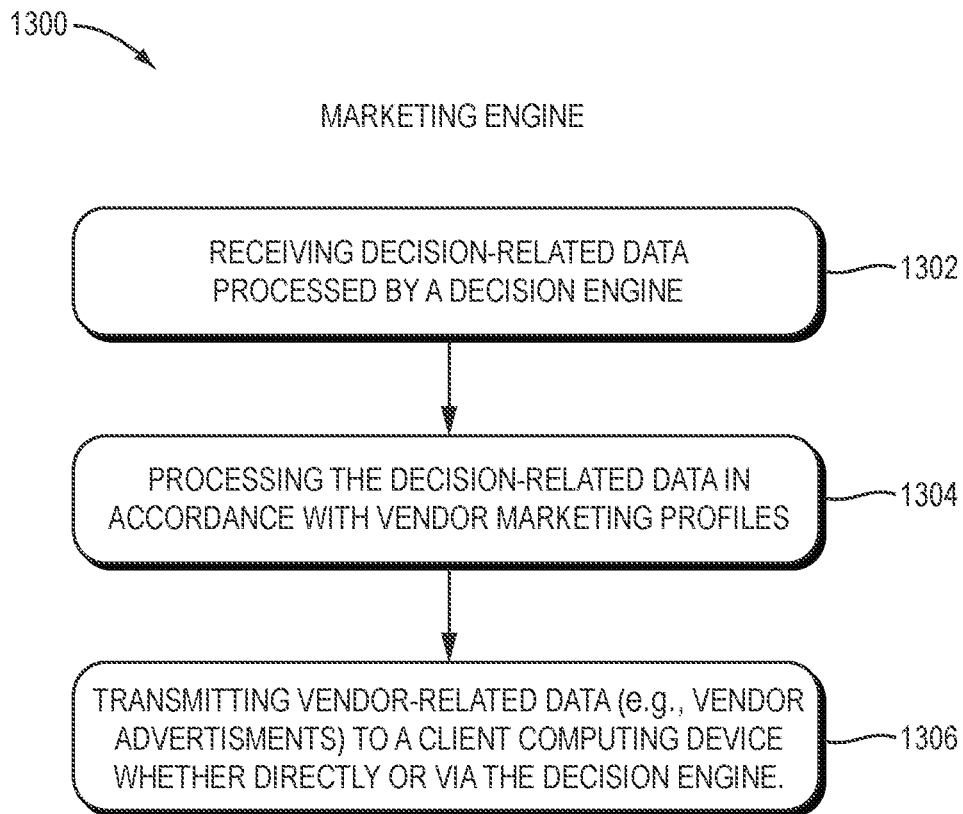 1300
MARKETING ENGINE
RECEIVING DECISION-RELATED DATA
PROCESSED BY A DECISION ENGINE
1302
PROCESSING THE DECISION-RELATED DATA IN
ACCORDANCE WITH VENDOR MARKETING PROFILES
1304
TRANSMITTING VENDOR-RELATED DATA (e.g., VENDOR
ADVERTISMENTS) TO A CLIENT COMPUTING DEVICE
WHETHER DIRECTLY OR VIA THE DECISION ENGINE.
1306